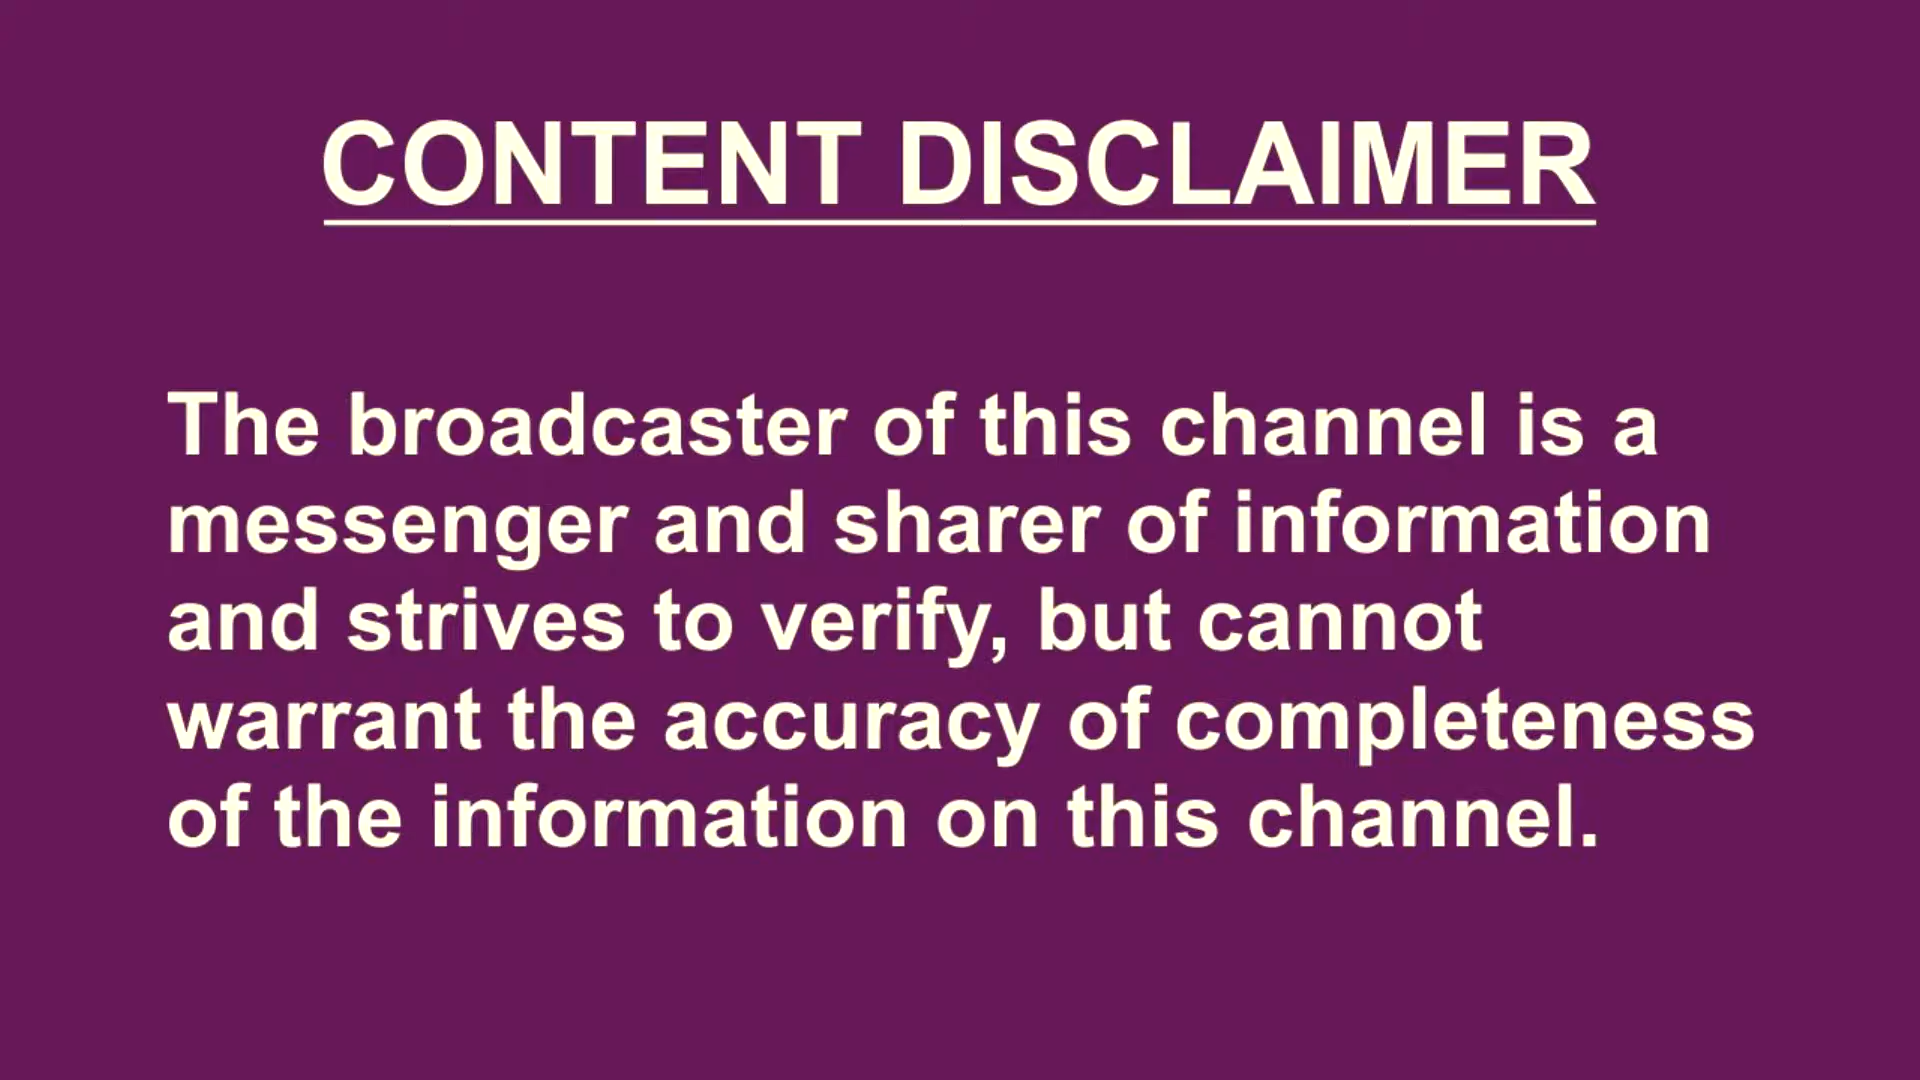 CONTENT DISCLAIMER
The broadcaster of this channel is a
messenger and sharer of information
and strives to verify, but cannot
warrant the accuracy of completeness
of the information on this channel.